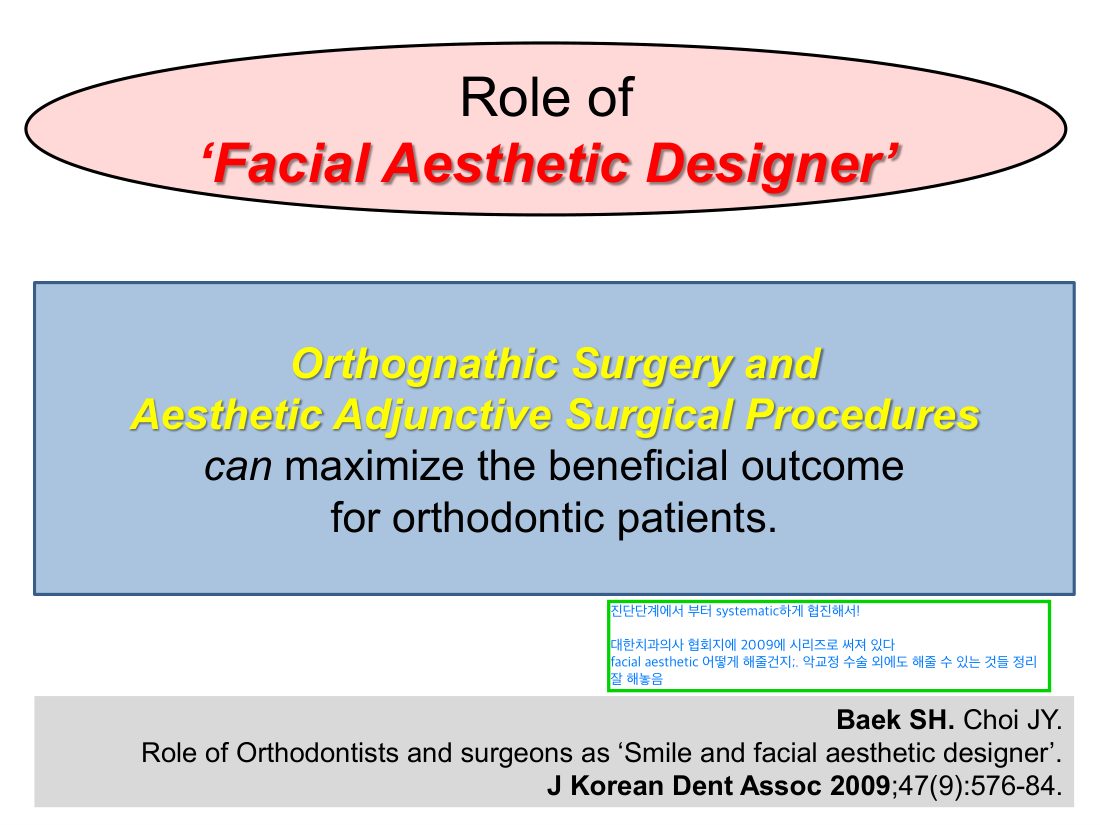 Role of
‘Facial Aesthetic Designer’
Orthognathic Surgery and
Aesthetic Adjunctive Surgical Procedures
can maximize the beneficial outcome
for orthodontic patients.
진단단계에서 부터 systematic하게 협진해서!
대한치과의사 협회지에 2009에 시리즈로 써져 있다
facial aesthetic 어떻게 해줄건지;. 악교정 수술 외에도 해줄 수 있는 것들 정리
잘 해놓음
Baek SH. Choi JY.
Role of Orthodontists and surgeons as ‘Smile and facial aesthetic designer’.
J Korean Dent Assoc 2009;47(9):576-84.